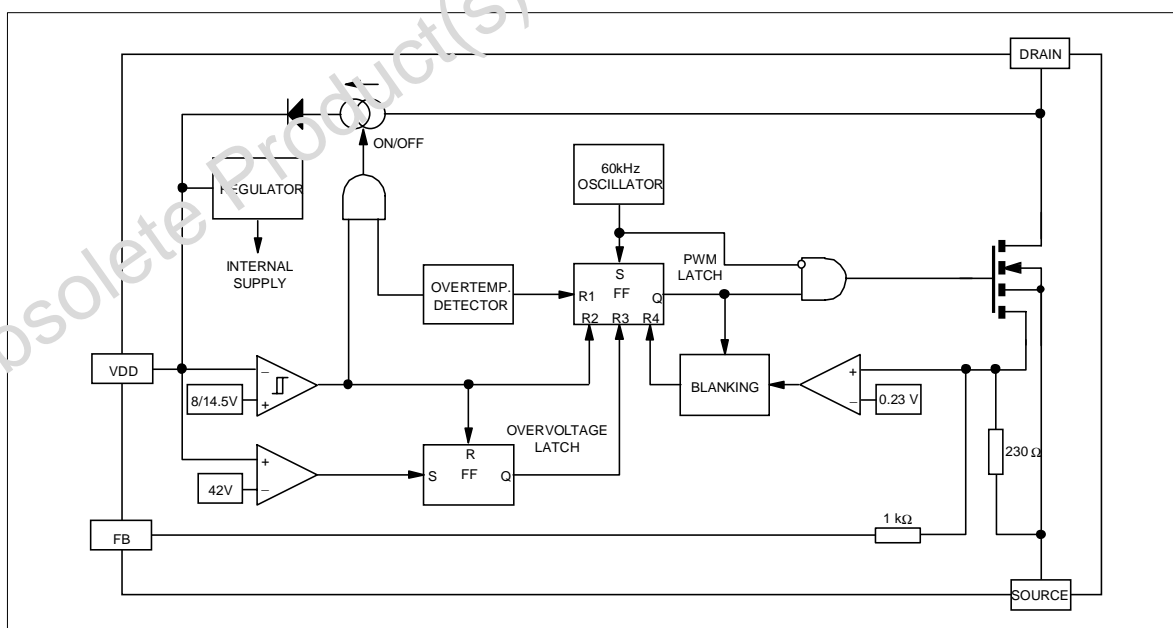 Obsolete Product(s)
DRAIN
ON/OFF
REGULATOR
60kHz
OSCILLATOR
INTERNAL
SUPPLY
PWM
LATCH
S
FF
R1
Q
R2 R3 R4
OVERTEMP.
DETECTOR
VDD
8/14.5V
−
+
BLANKING
+
−
0.23 V
OVERVOLTAGE
LATCH
R
FF
S
Q
230 Ω
42V
+
−
FB
1 kΩ
SOURCE
bsolete